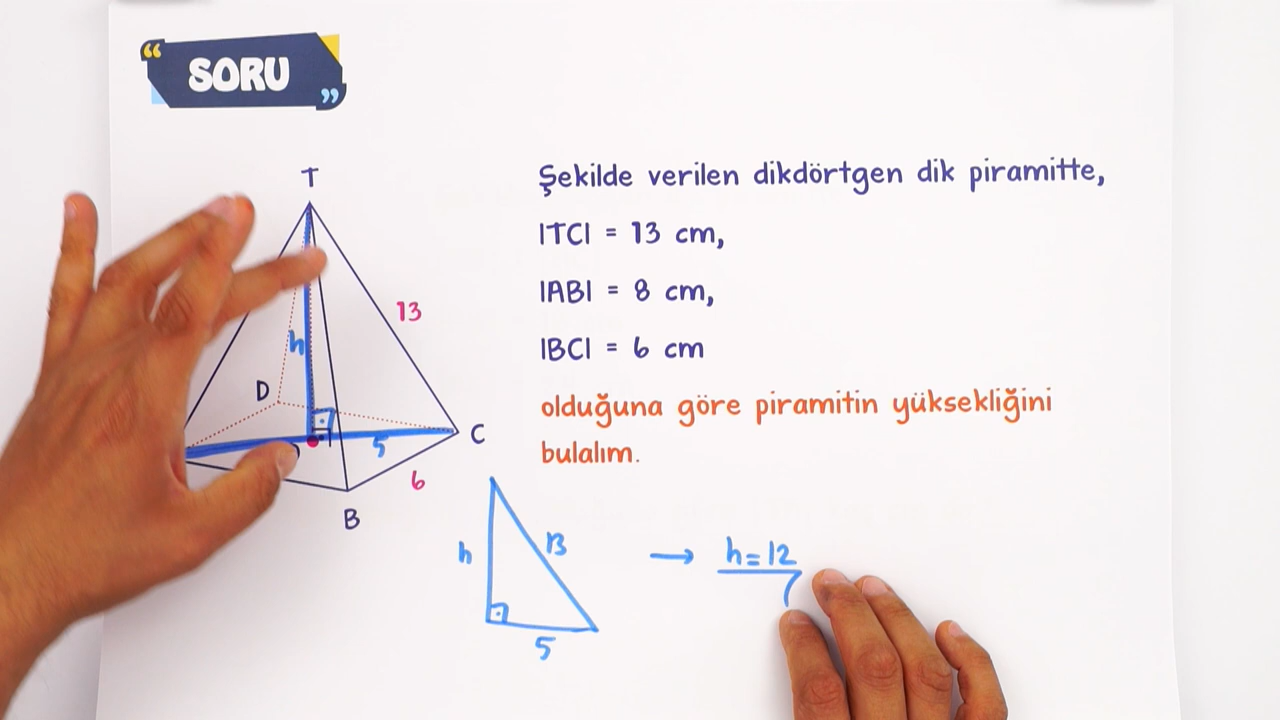 “ SORU ”
Şekilde verilen dikdörtgen dik piramitte,
|TC| = 13 cm,
|AB| = 8 cm,
|BC| = 6 cm
olduğuna göre piramitin yüksekliğini
bulalım.
T
13
h
D
C
5
6
B
h
13
5
→ h=12